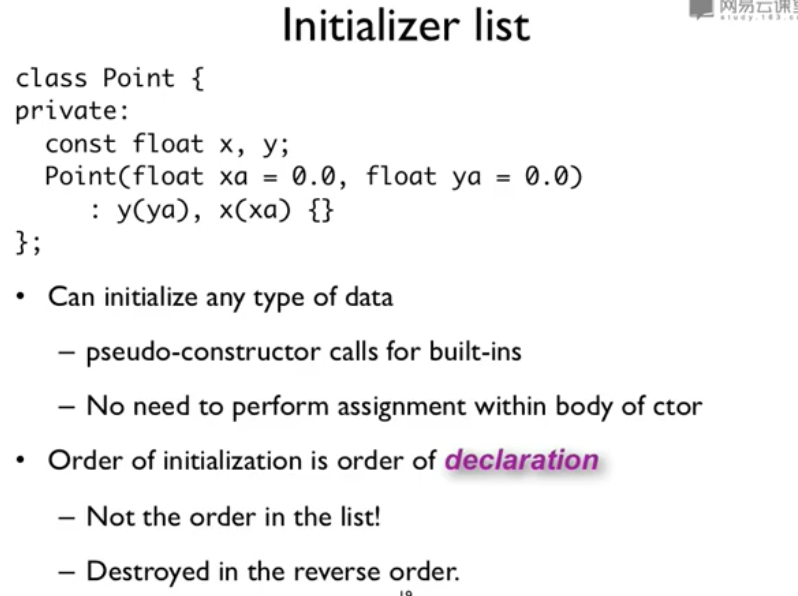 网易云课堂
study.163.c
Initializer list
class Point {
private:
const float x, y;
Point(float xa = 0.0, float ya = 0.0)
: y(ya), x(xa) {}
};
• Can initialize any type of data
– pseudo-constructor calls for built-ins
– No need to perform assignment within body of ctor
• Order of initialization is order of declaration
– Not the order in the list!
– Destroyed in the reverse order.